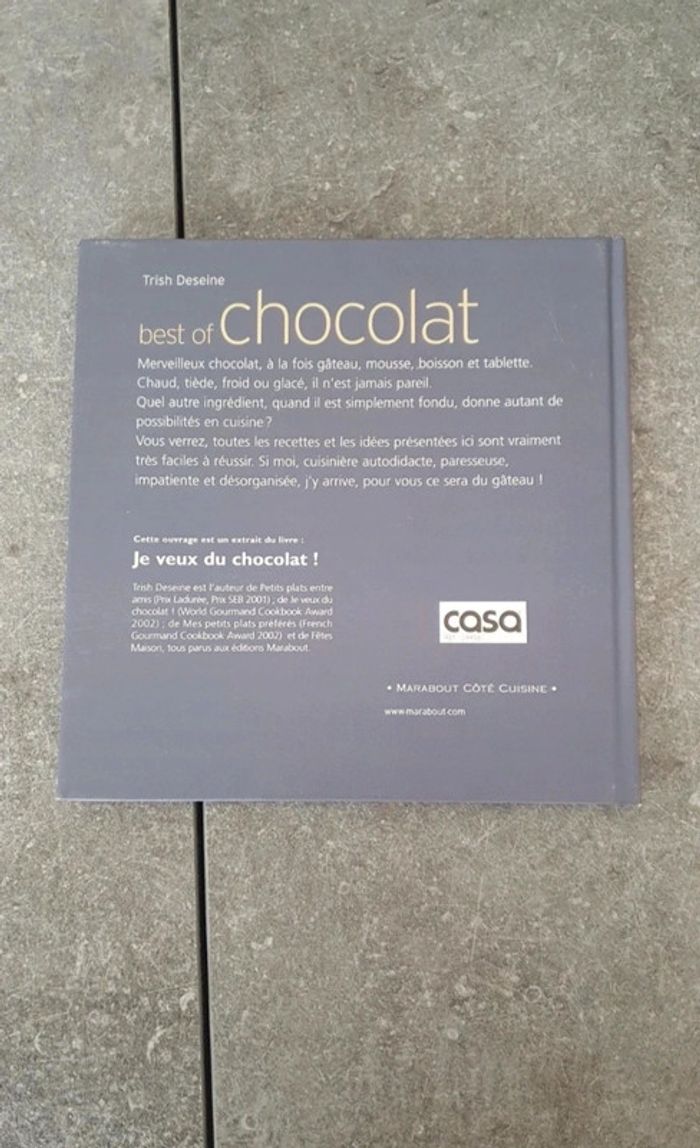 Trish Deseine
best of chocolat
Merveilleux chocolat, à la fois gâteau, mousse, boisson et tablette.
Chaud, tiède, froid ou glacé, il n'est jamais pareil.
Quel autre ingrédient, quand il est simplement fondu, donne autant de
possibilités en cuisine ?
Vous verrez, toutes les recettes et les idées présentées ici sont vraiment
très faciles à réussir. Si moi, cuisinière autodidacte, paresseuse,
impatiente et désorganisée, j'y arrive, pour vous ce sera du gâteau !
Cette ouvrage est un extrait du livre :
Je veux du chocolat !
Trish Deseine est l'auteur de Petits plats entre
amis (Prix Ladurée, Prix SEB 2001) ; de Je veux du
chocolat ! (World Gourmand Cookbook Award
2002) ; de Mes petits plats préférés (French
Gourmand Cookbook Award 2002) et de Fêtes
Maison, tous parus aux éditions Marabout.
casa
• MARABOUT CÔTÉ CUISINE •
www.marabout.com